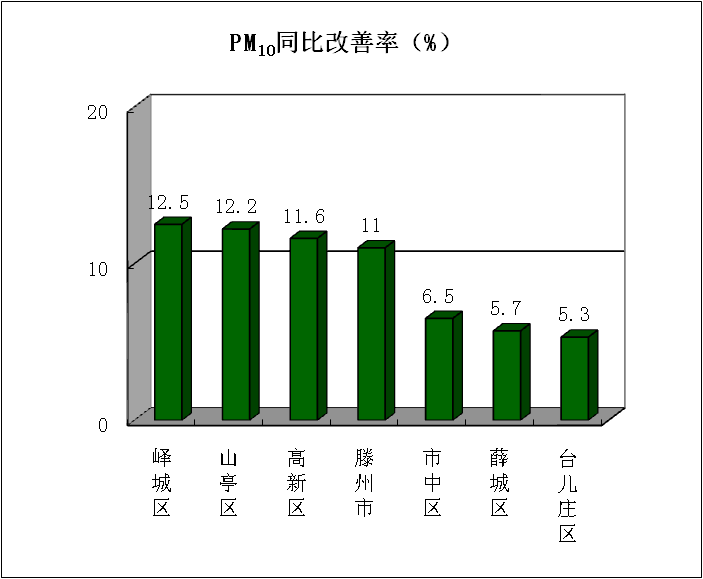 PM10同比改善率（%）
20
10
0
12.5
12.2
11.6
11
6.5
5.7
5.3
峄城区
山亭区
高新区
滕州市
市中区
薛城区
台儿庄区